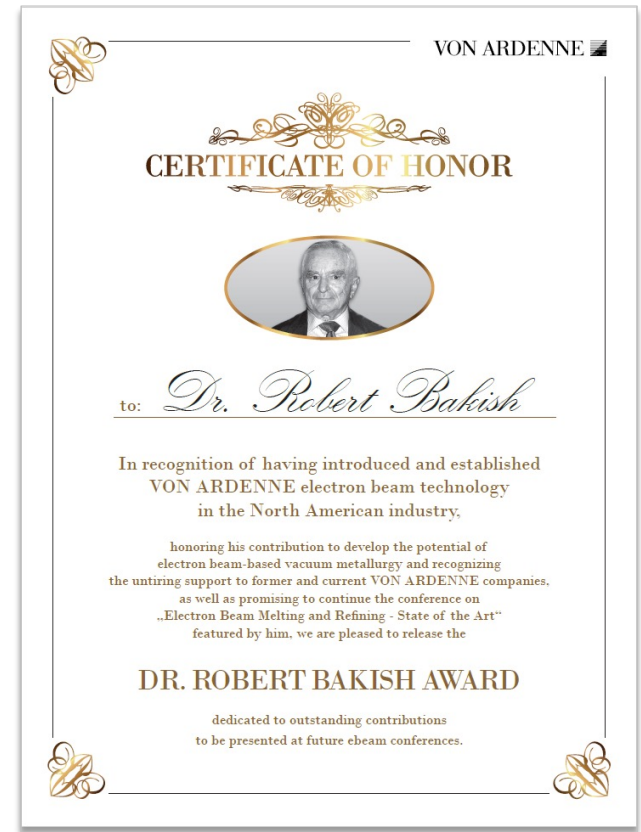 VON ARDENNE
CERTIFICATE OF HONOR
to: Dr. Robert Bakish
In recognition of having introduced and established
VON ARDENNE electron beam technology
in the North American industry,
honoring his contribution to develop the potential of
electron beam-based vacuum metallurgy and recognizing
the untiring support to former and current VON ARDENNE companies,
as well as promising to continue the conference on
„Electron Beam Melting and Refining - State of the Art“
featured by him, we are pleased to release the
DR. ROBERT BAKISH AWARD
dedicated to outstanding contributions
to be presented at future ebeam conferences.